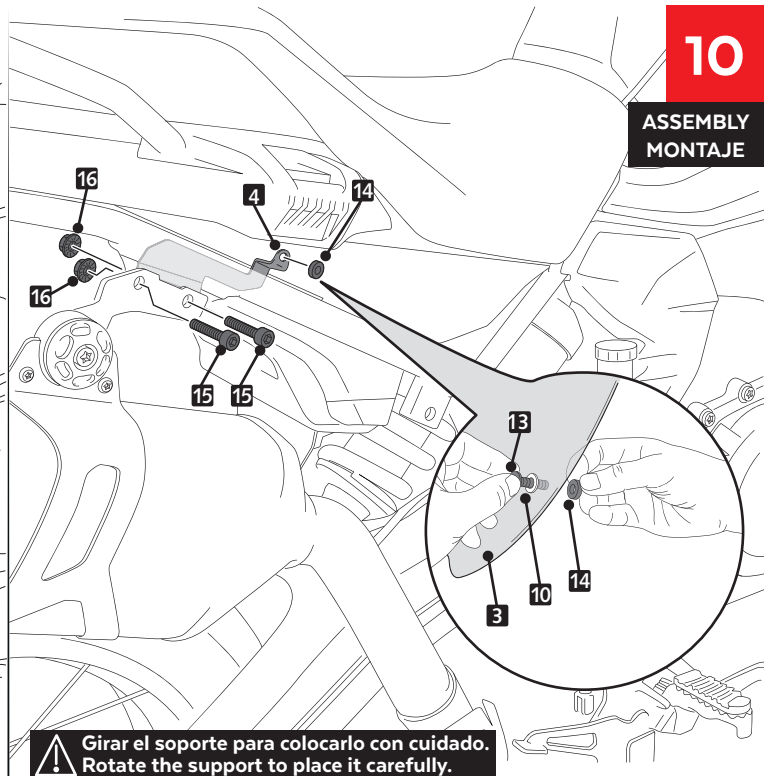 10
ASSEMBLY
MONTAJE
16
4
14
16
15
15
13
3
10
14
Girar el soporte para colocarlo con cuidado.
Rotate the support to place it carefully.